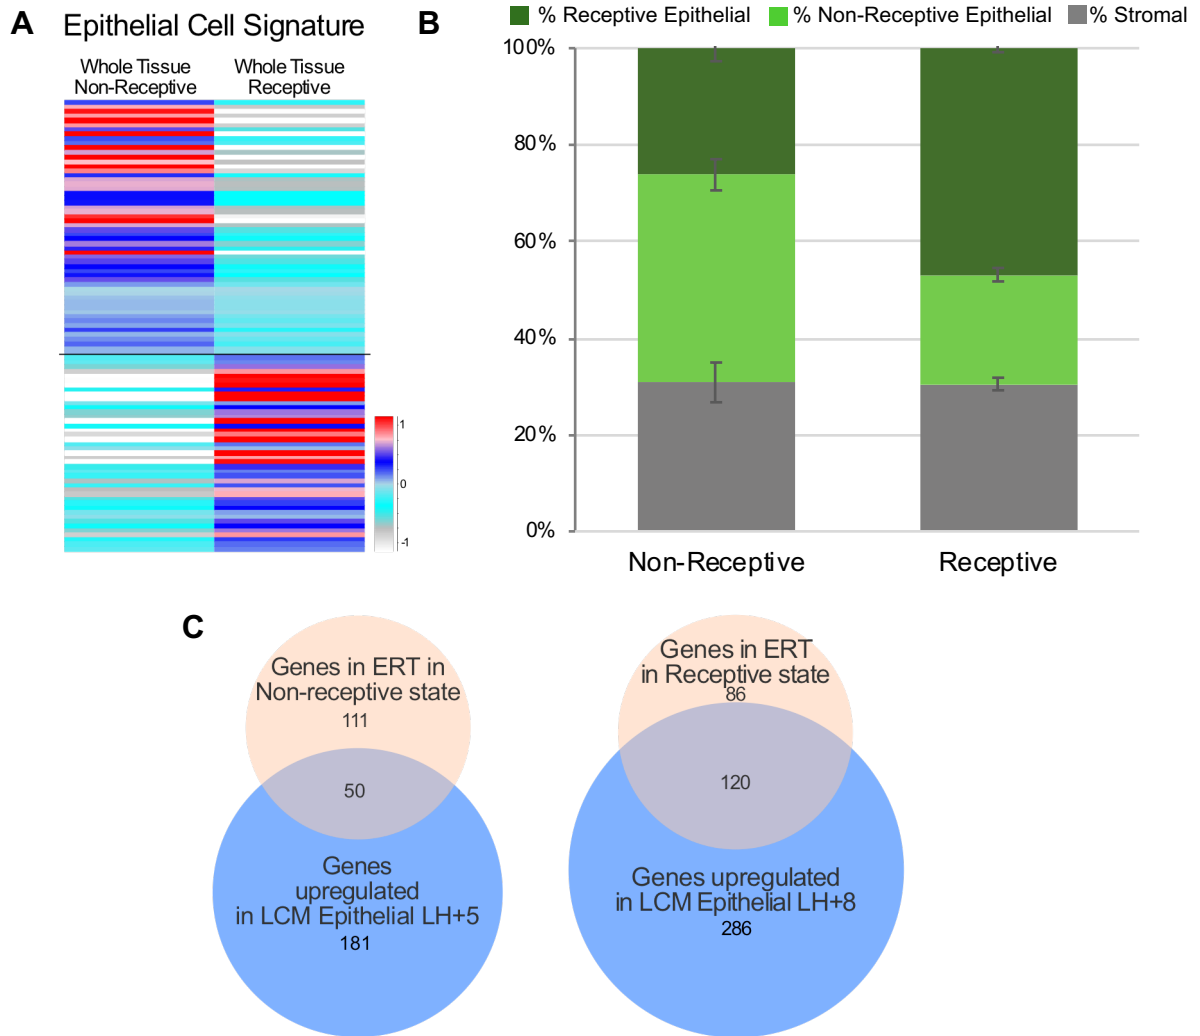 A
Epithelial Cell Signature
Whole Tissue
Non-Receptive
Whole Tissue
Receptive
1
0
-1
B
% Receptive Epithelial
% Non-Receptive Epithelial
% Stromal
100%
80%
60%
40%
20%
0%
Non-Receptive
Receptive
C
Genes in ERT in
Non-receptive state
111
50
Genes
upregulated
in LCM Epithelial LH+5
181
Genes in ERT
in Receptive state
86
120
Genes upregulated
in LCM Epithelial LH+8
286